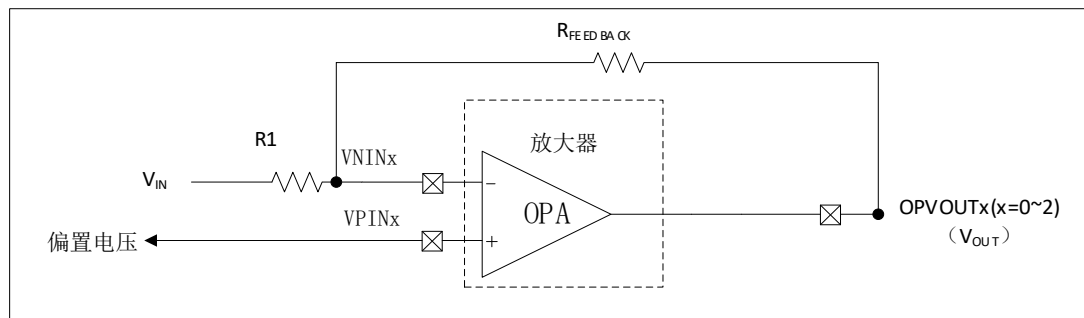 RFEEDBACK
R1
放大器
VNINx
VIN
−
OPA
VPINx
+
偏置电压
OPVOUTx(x=0~2)
（VOUT）